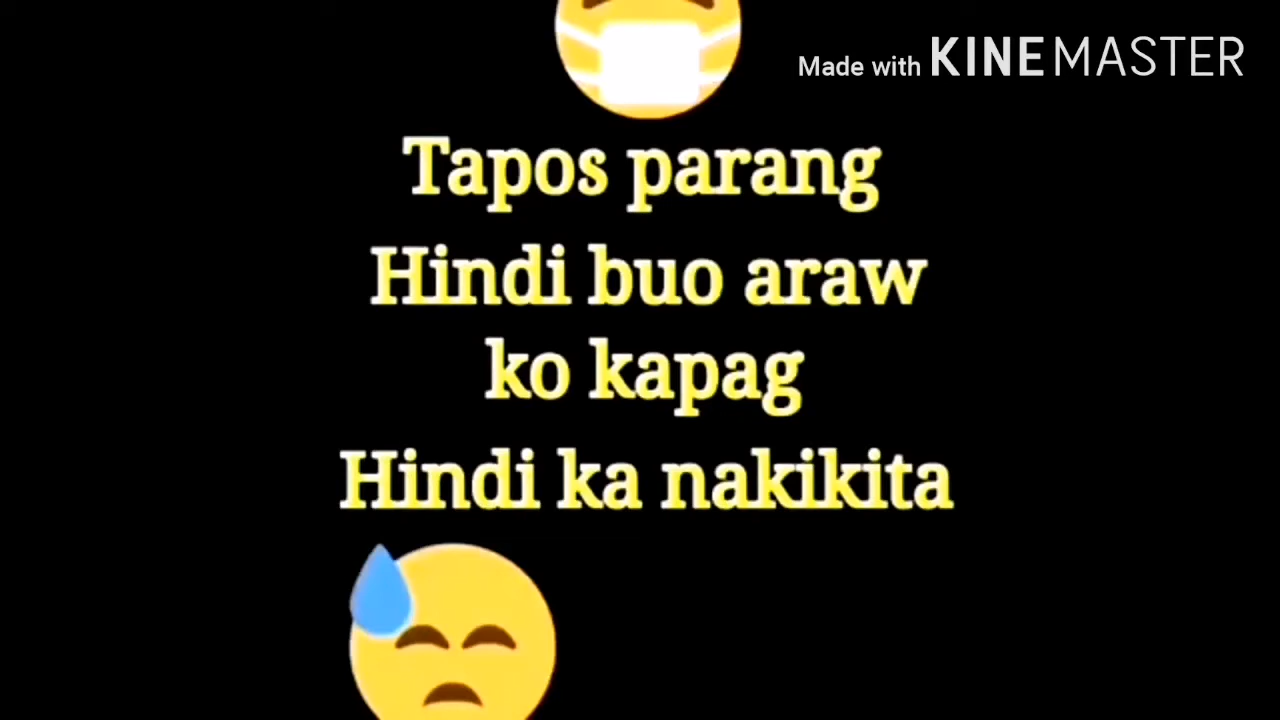 Made with KINEMASTER
Tapos parang
Hindi buo araw
ko kapag
Hindi ka nakikita